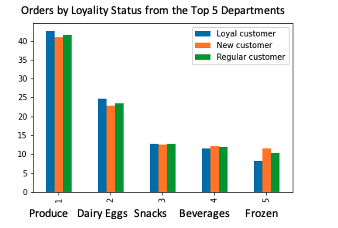 Orders by Loyality Status from the Top 5 Departments
Loyal customer
New customer
Regular customer
40
35
30
25
20
15
10
5
0
1
2
3
4
5
Produce Dairy Eggs Snacks Beverages Frozen